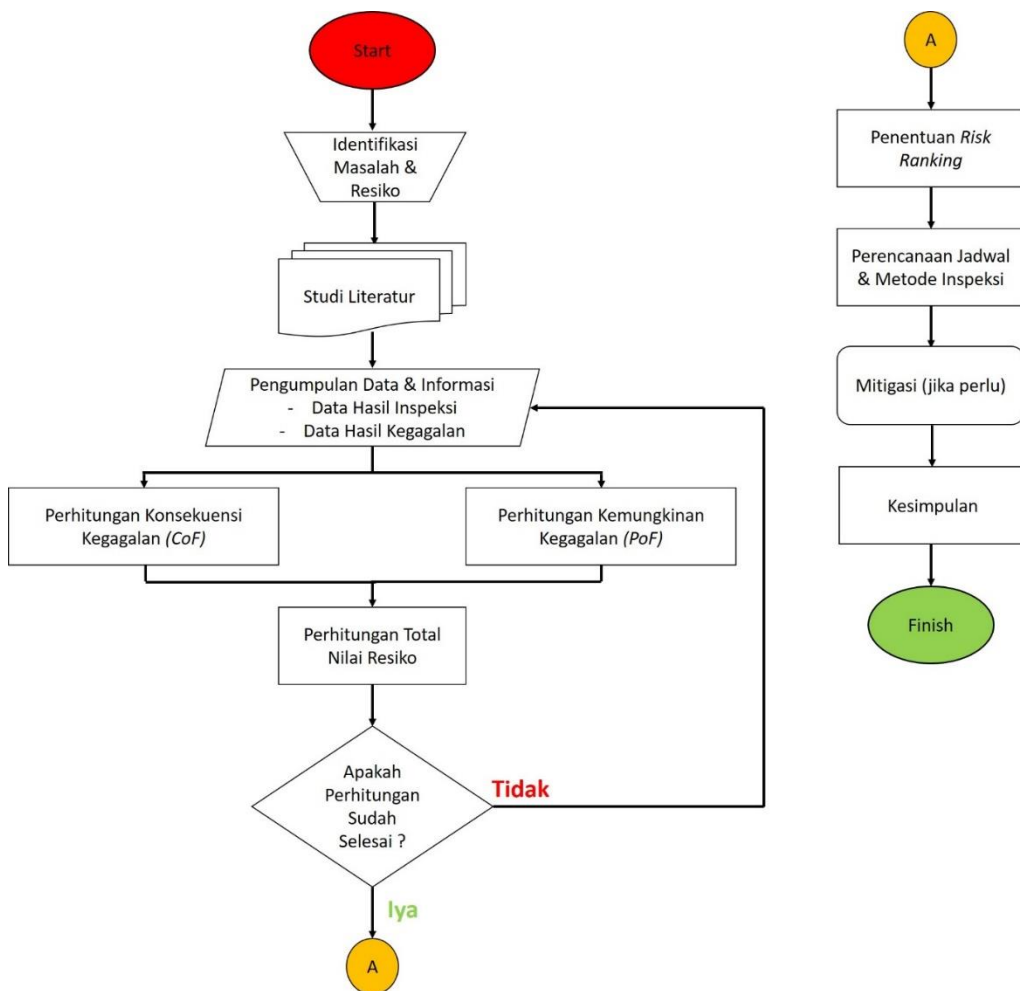 Start
Identifikasi
Masalah &
Resiko
Studi Literatur
Pengumpulan Data & Informasi
- Data Hasil Inspeksi
- Data Hasil Kegagalan
Perhitungan Konsekuensi
Kegagalan (CoF)
Perhitungan Kemungkinan
Kegagalan (PoF)
Perhitungan Total
Nilai Resiko
Apakah
Perhitungan
Sudah
Selesai ?
Tidak
Iya
A
A
Penentuan Risk
Ranking
Perencanaan Jadwal
& Metode Inspeksi
Mitigasi (jika perlu)
Kesimpulan
Finish